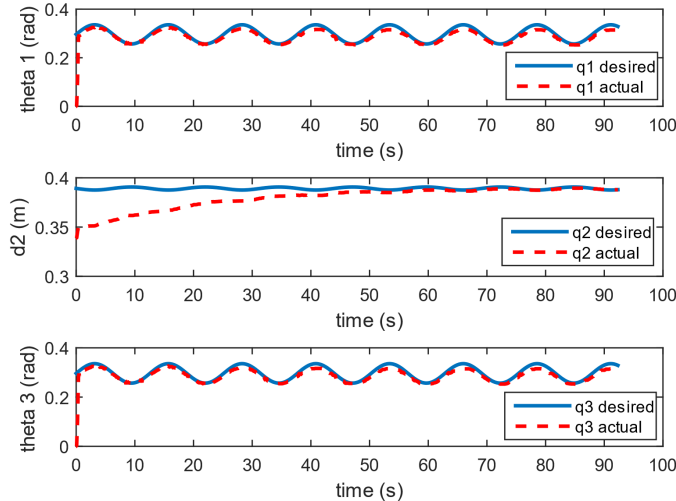 0.4
0.2
0
theta 1 (rad)
q1 desired
q1 actual
0 10 20 30 40 50 60 70 80 90 100
time (s)
0.4
0.35
0.3
d2 (m)
q2 desired
q2 actual
0 10 20 30 40 50 60 70 80 90 100
time (s)
0.4
0.2
0
theta 3 (rad)
q3 desired
q3 actual
0 10 20 30 40 50 60 70 80 90 100
time (s)